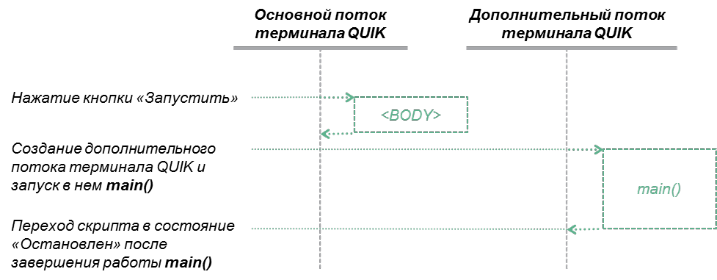 Основной поток
терминала QUIK
Дополнительный поток
терминала QUIK
Нажатие кнопки «Запустить»
<BODY>
Создание дополнительного
потока терминала QUIK и
запуск в нем main()
main()
Переход скрипта в состояние
«Остановлен» после
завершения работы main()